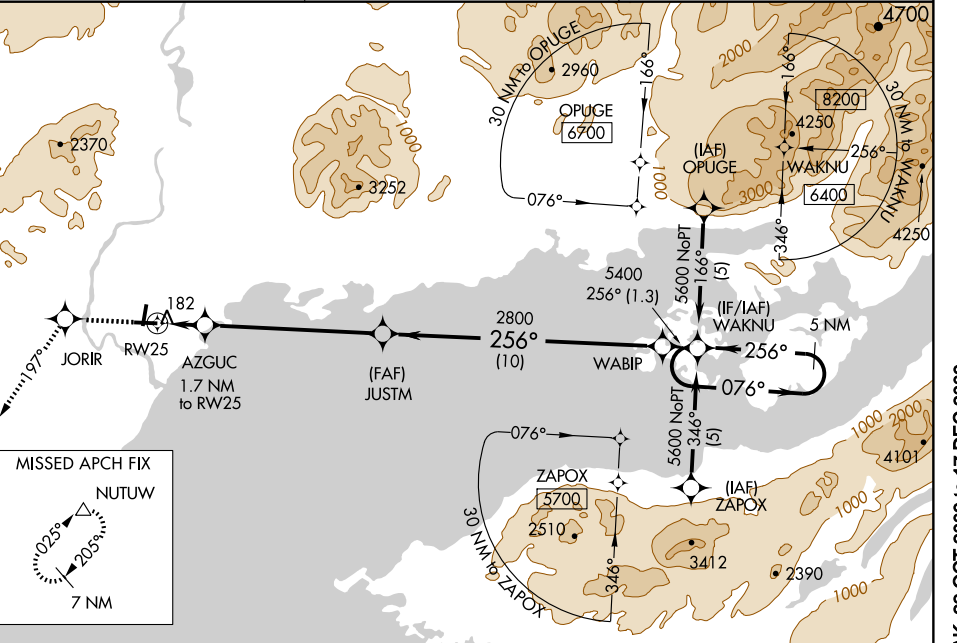 4700
2000
166°
2960
30 NM to OPUGE
166°
8200
30 NM to WAKNU
OPUGE
6700
4250
1000
2370
(IAF)
OPUGE
WAKNU
256°
3252
1000
6400
3000
076°
346°
4250
5600 NoPT
166°
(5)
5400
256° (1.3)
(IF/IAF)
WAKNU
5 NM
182
2800
256°
(10)
256°
JORIR
RW25
AZGUC
1.7 NM
to RW25
WABIP
076°
(FAF)
JUSTM
197°
5600 NoPT
346°
(5)
1000
2000
4101
076°
MISSED APCH FIX
NUTUW
ZAPOX
5700
(IAF)
ZAPOX
1000
025°
205°
2510
30 NM to ZAPOX
346°
3412
2390
1000
7 NM